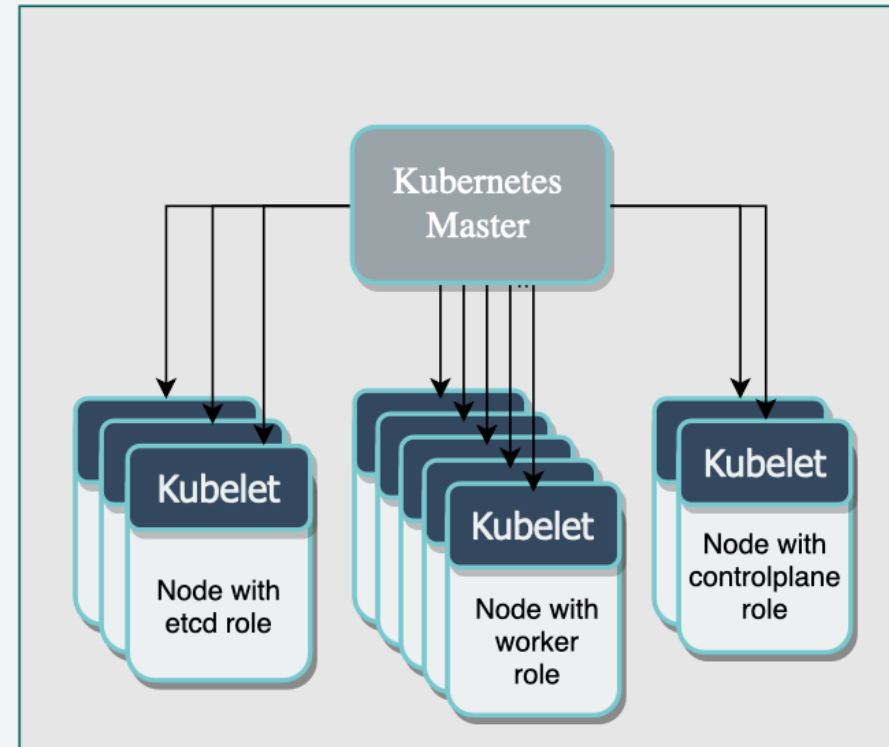 Kubernetes
Master
Kubelet
Node with
etcd role
Kubelet
Node with
worker
role
Kubelet
Node with
controlplane
role